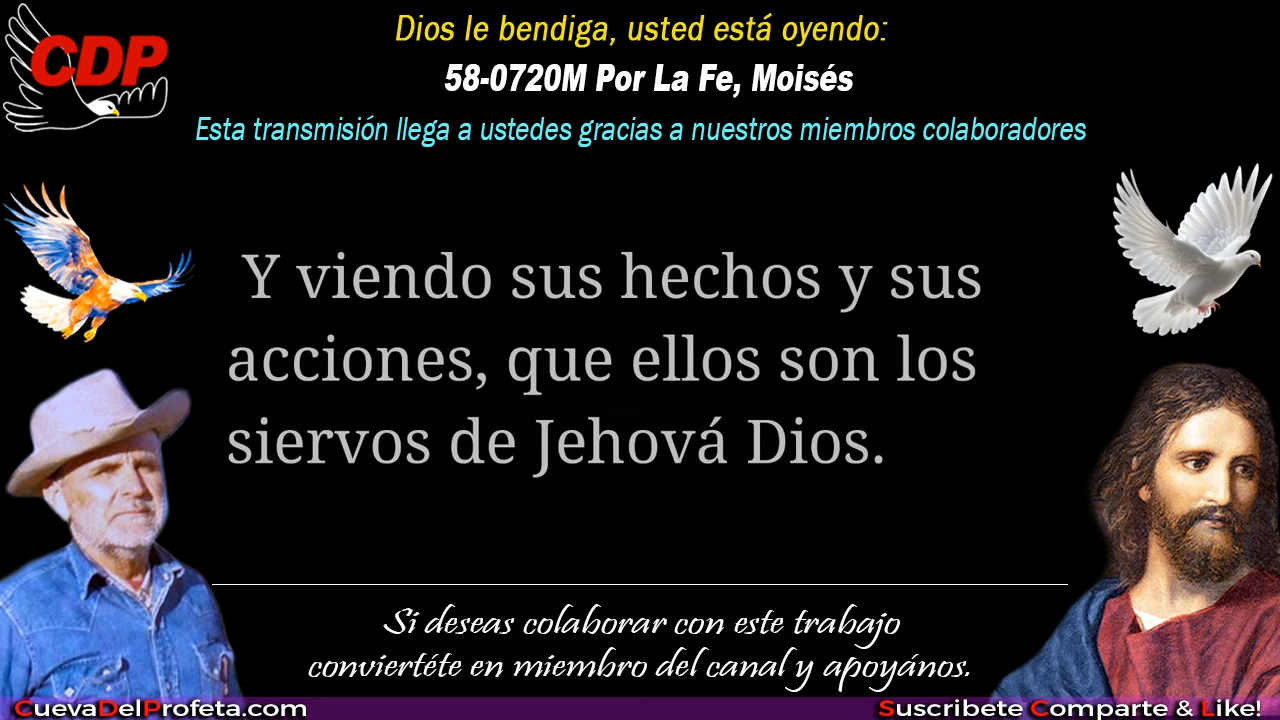 CDP
Dios le bendiga, usted está oyendo:
58-0720M Por La Fe, Moisés
Esta transmisión llega a ustedes gracias a nuestros miembros colaboradores
Y viendo sus hechos y sus
acciones, que ellos son los
siervos de Jehová Dios.
Si deseas colaborar con este trabajo
conviertéte en miembro del canal y apoyános.
CuevaDelProfeta.com
Suscribete Comparte & Like!